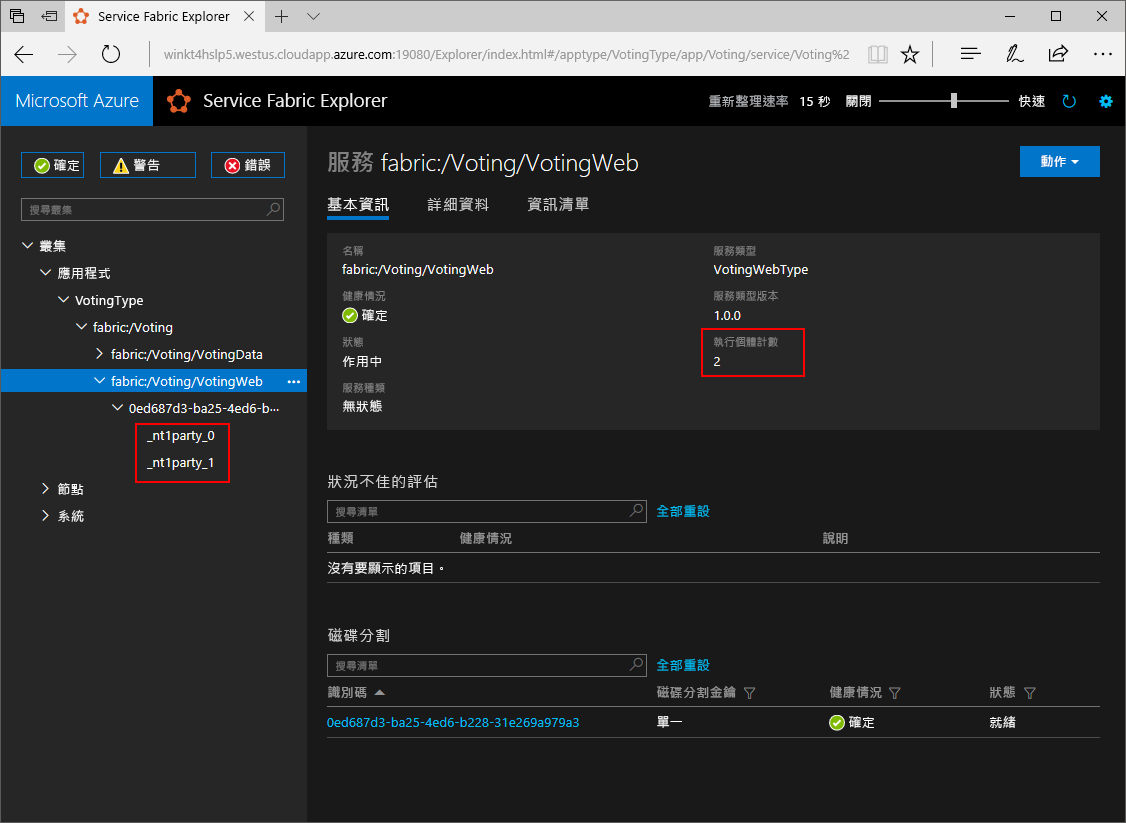 Service Fabric Explorer
winkt4hslp5.westus.cloudapp.azure.com:19080/Explorer/index.html#/apptype/VotingType/app/Voting/service/Voting%2
Microsoft Azure
Service Fabric Explorer
重新整理速率 15 秒 關閉 快速
確定 警告 錯誤
搜尋叢集
叢集
應用程式
VotingType
fabric:/Voting
fabric:/Voting/VotingData
fabric:/Voting/VotingWeb
0ed687d3-ba25-4ed6-b...
_nt1party_0
_nt1party_1
節點
系統
服務 fabric:/Voting/VotingWeb
動作
基本資訊 詳細資料 資訊清單
名稱
fabric:/Voting/VotingWeb
健康情況
確定
狀態
作用中
服務種類
無狀態
服務類型
VotingWebType
服務類型版本
1.0.0
執行個體計數
2
狀況不佳的評估
搜尋清單 全部重設
種類 健康情況 說明
沒有要顯示的項目。
磁碟分割
搜尋清單 全部重設
識別碼 磁碟分割金鑰 健康情況 狀態
0ed687d3-ba25-4ed6-b228-31e269a979a3 單一 確定 就緒